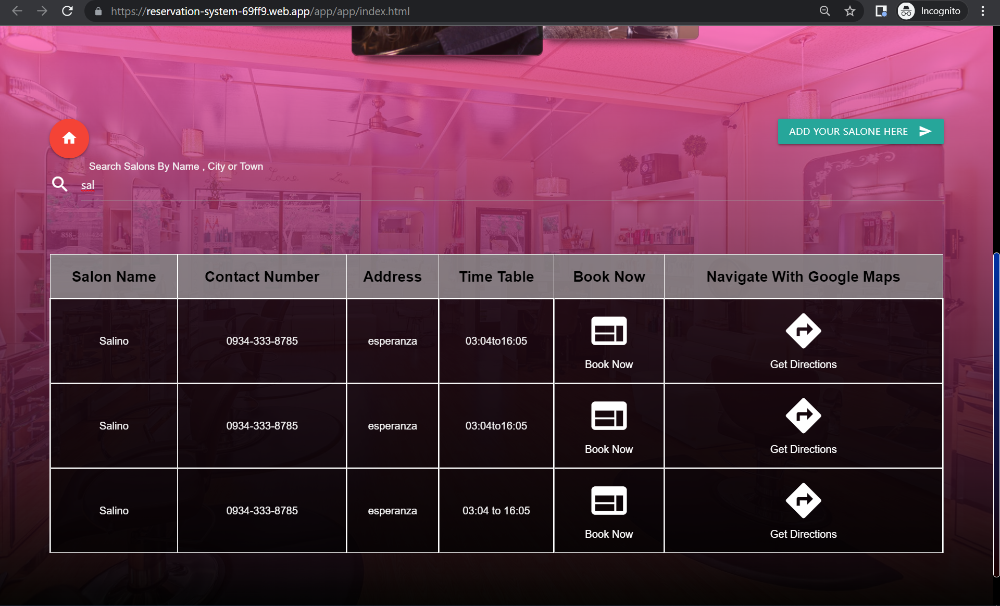 https://reservation-system-69ff9.web.app/app/app/index.html
Incognito
ADD YOUR SALONE HERE
Search Salons By Name , City or Town
sal
Salon Name Contact Number Address Time Table Book Now Navigate With Google Maps
Salino 0934-333-8785 esperanza 03:04to16:05 Book Now Get Directions
Salino 0934-333-8785 esperanza 03:04to16:05 Book Now Get Directions
Salino 0934-333-8785 esperanza 03:04 to 16:05 Book Now Get Directions